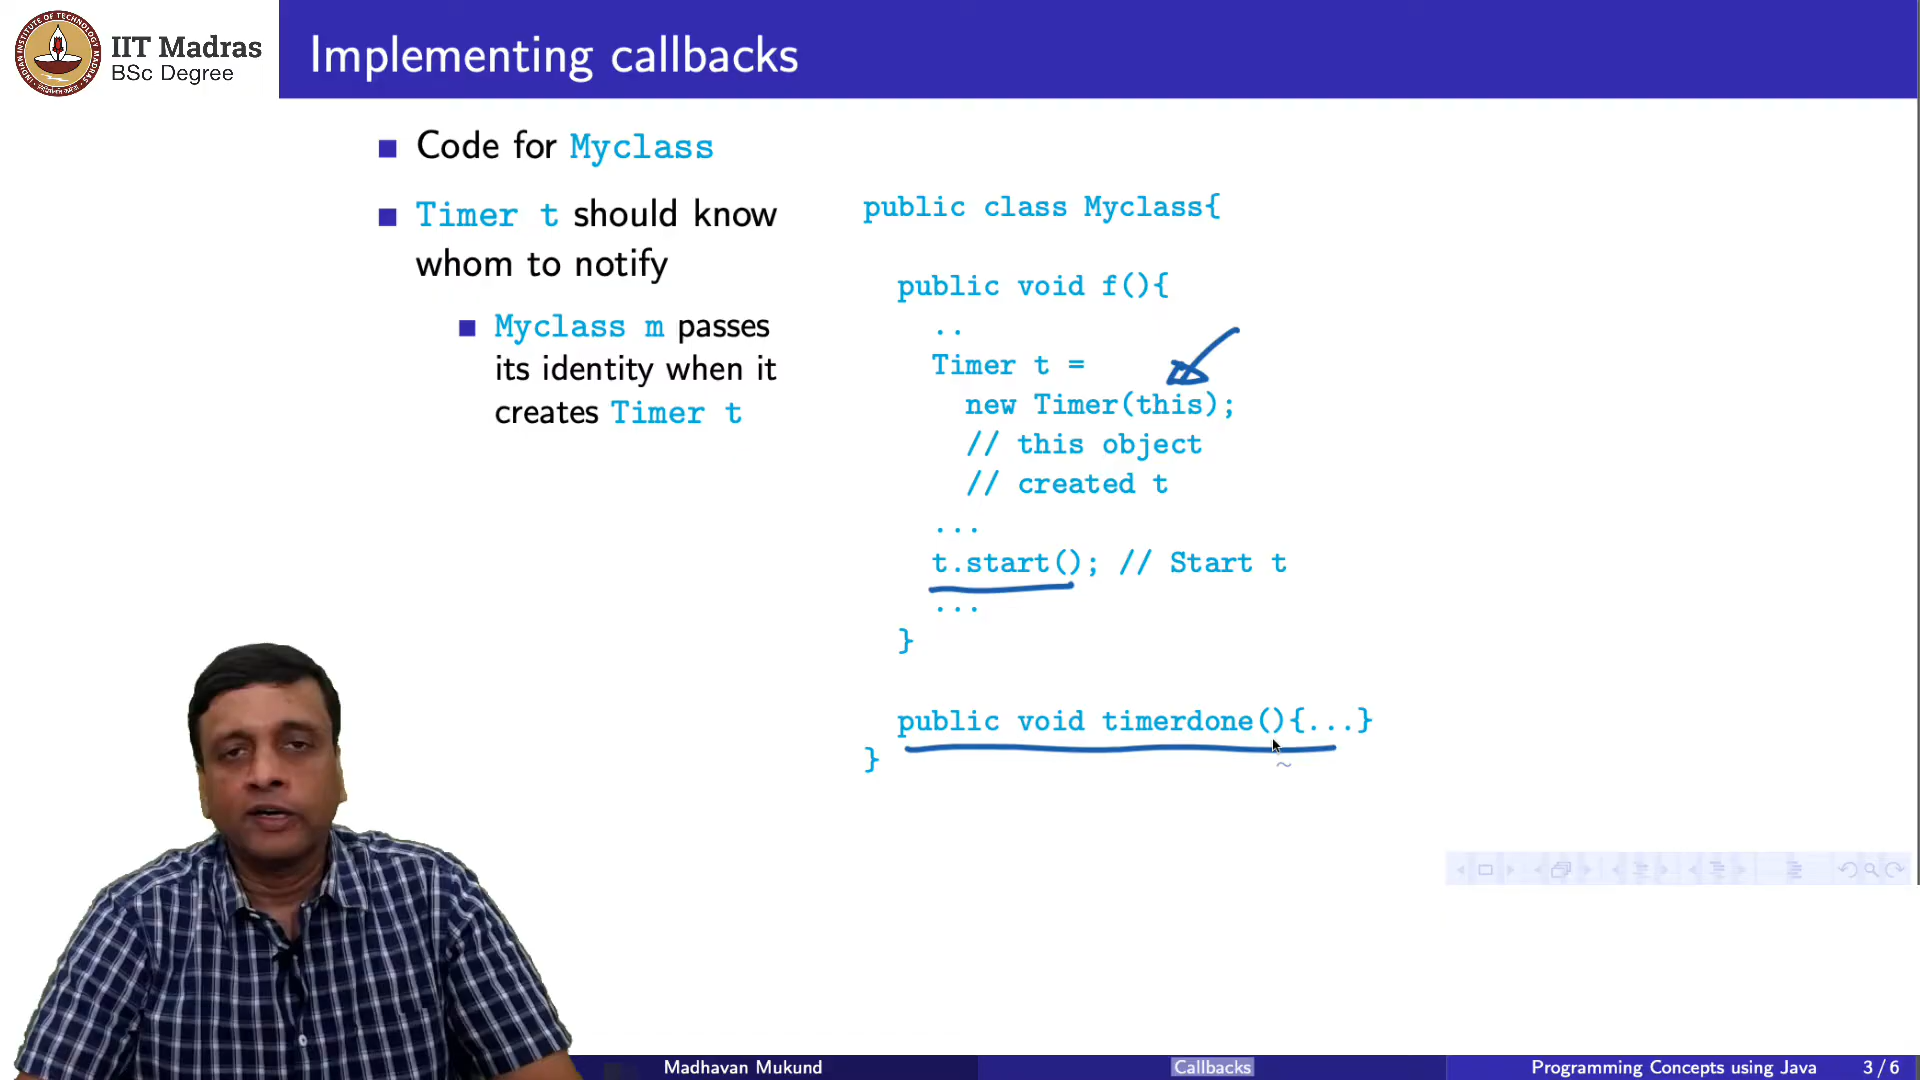 IIT Madras
BSc Degree
Implementing callbacks
Code for Myclass
Timer t should know
whom to notify
Myclass m passes
its identity when it
creates Timer t
public class Myclass{
public void f(){
..
Timer t =
new Timer(this);
// this object
// created t
...
t.start(); // Start t
...
}
public void timerdone(){...}
}
Madhavan Mukund
Callbacks
Programming Concepts using Java
3 / 6